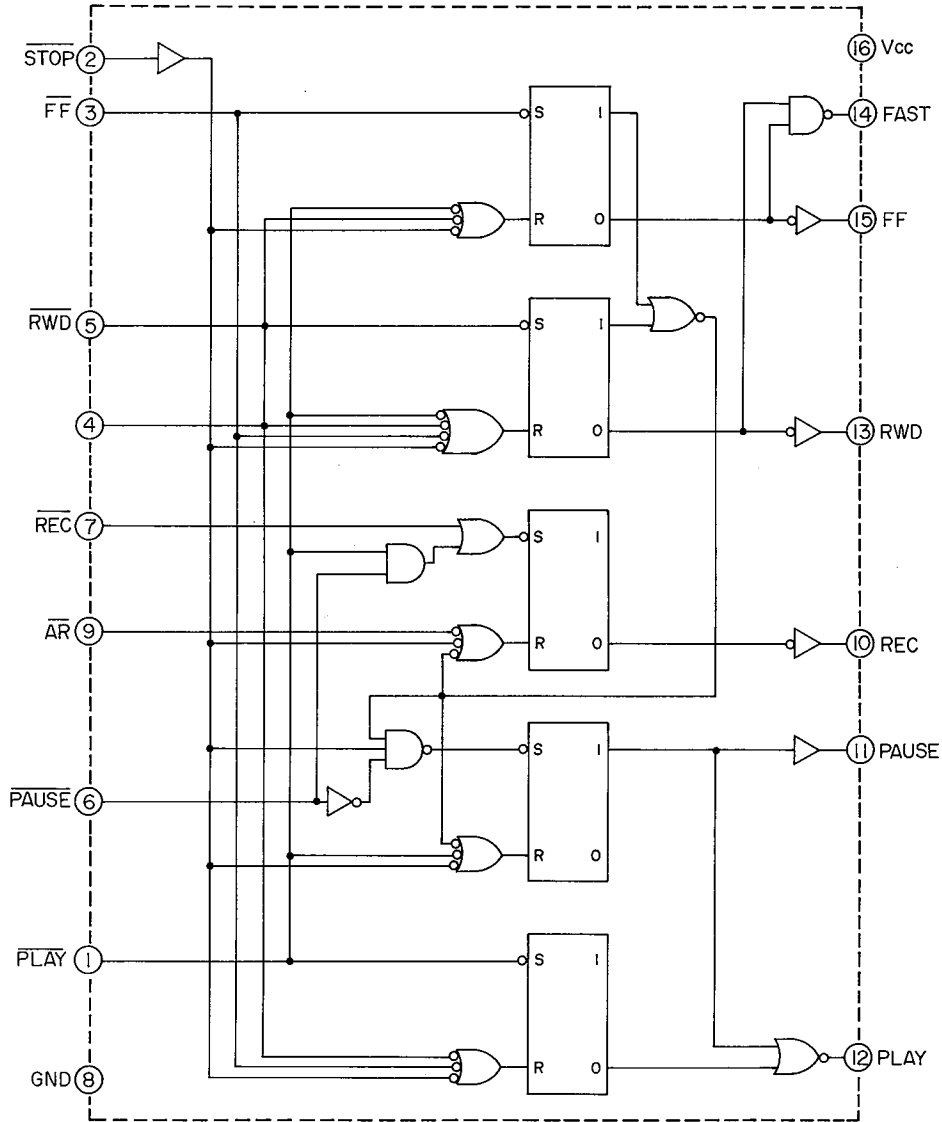 STOP 2
16 Vcc
FF 3
S 1
14 FAST
R 0
15 FF
RWD 5
S 1
4
R 0
13 RWD
REC 7
S 1
AR 9
R 0
10 REC
S 1
11 PAUSE
PAUSE 6
R 0
PLAY 1
S 1
12 PLAY
R 0
GND 8